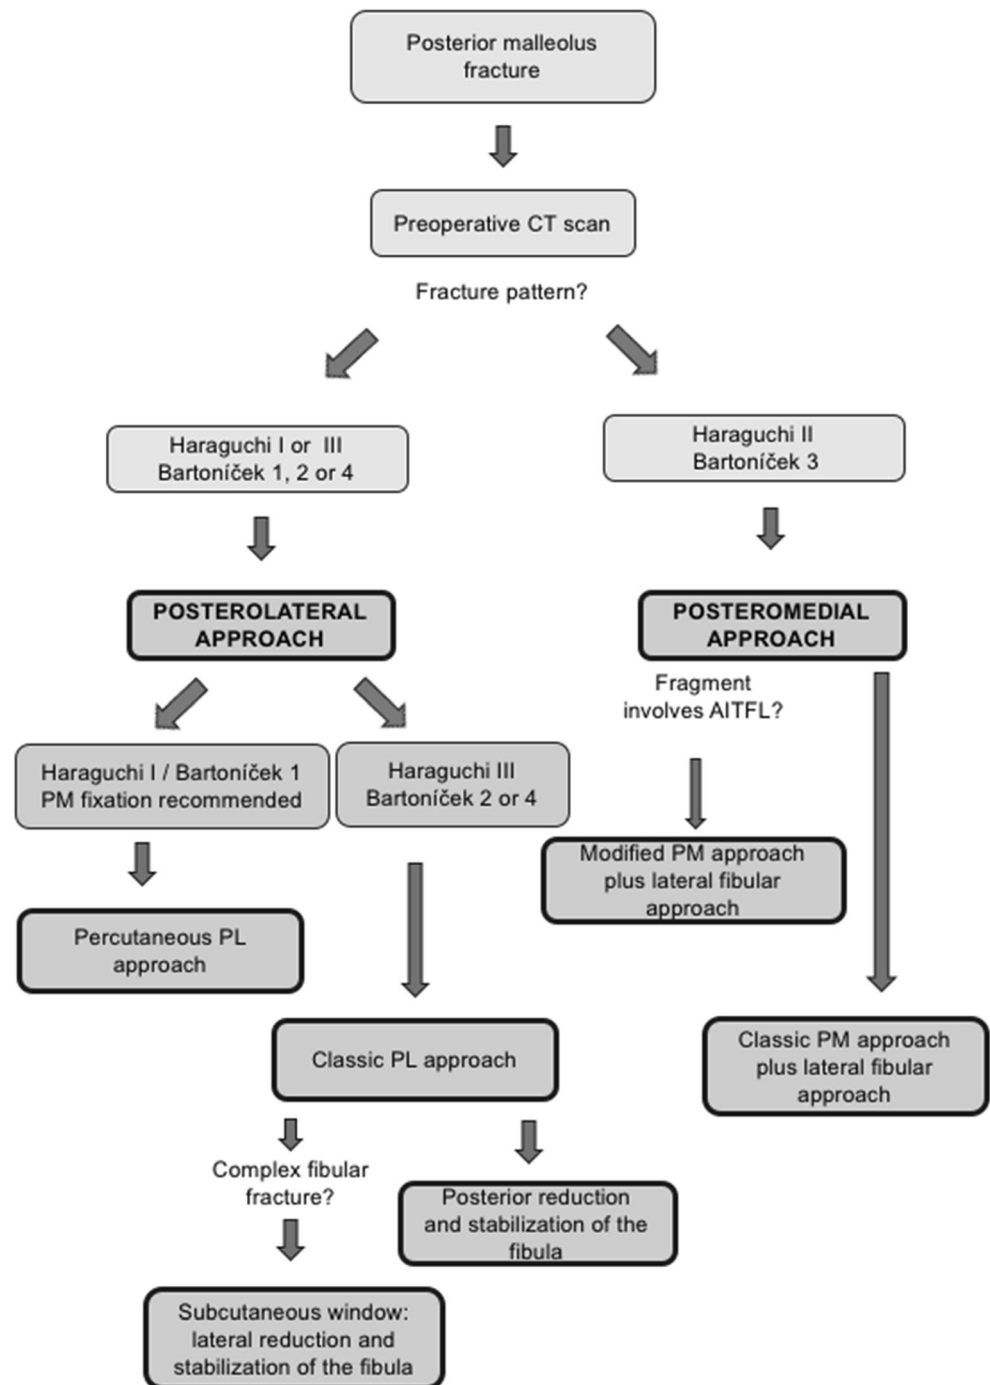 Posterior malleolus
fracture
Preoperative CT scan
Fracture pattern?
Haraguchi I or III
Bartoníček 1, 2 or 4
Haraguchi II
Bartoníček 3
POSTEROLATERAL
APPROACH
POSTEROMEDIAL
APPROACH
Fragment
involves AITFL?
Haraguchi I / Bartoníček 1
PM fixation recommended
Haraguchi III
Bartoníček 2 or 4
Modified PM approach
plus lateral fibular
approach
Percutaneous PL
approach
Classic PL approach
Classic PM approach
plus lateral fibular
approach
Complex fibular
fracture?
Posterior reduction
and stabilization of the
fibula
Subcutaneous window:
lateral reduction and
stabilization of the fibula